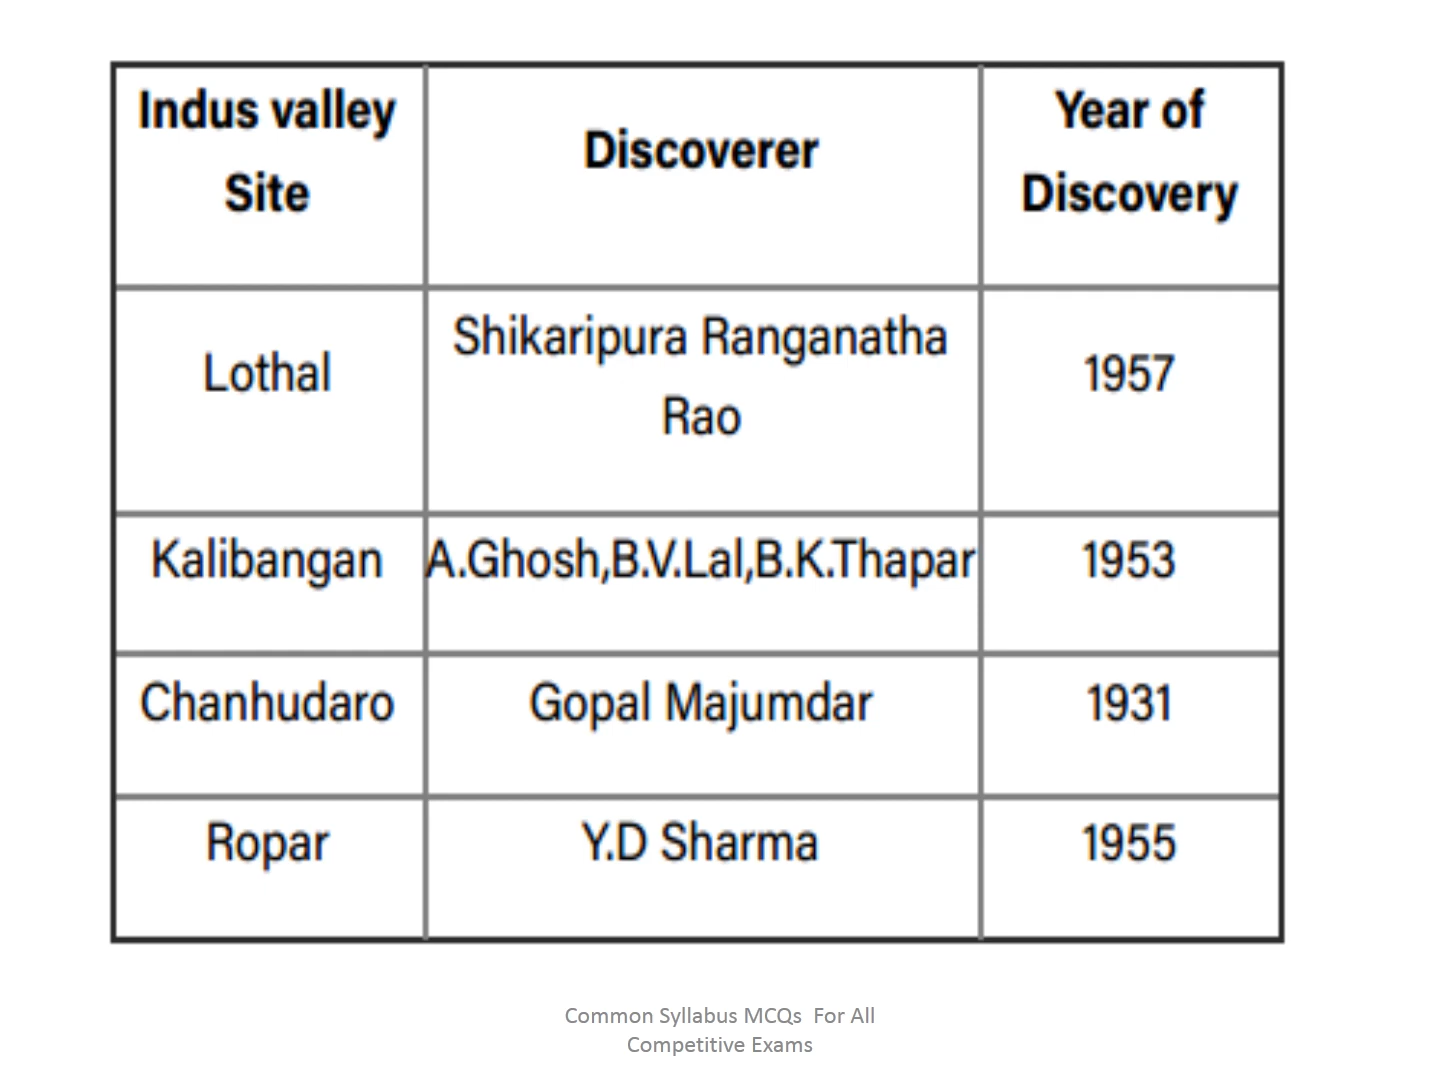 Indus valley
Site
Discoverer
Year of
Discovery
Lothal
Shikaripura Ranganatha
Rao
1957
Kalibangan
A.Ghosh,B.V.Lal,B.K.Thapar
1953
Chanhudaro
Gopal Majumdar
1931
Ropar
Y.D Sharma
1955
Common Syllabus MCQs For All
Competitive Exams